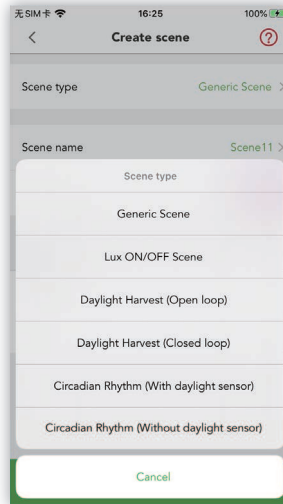 无SIM卡 16:25 100%
Create scene
Scene type Generic Scene
Scene name Scene11
Scene type
Generic Scene
Lux ON/OFF Scene
Daylight Harvest (Open loop)
Daylight Harvest (Closed loop)
Circadian Rhythm (With daylight sensor)
Circadian Rhythm (Without daylight sensor)
Cancel